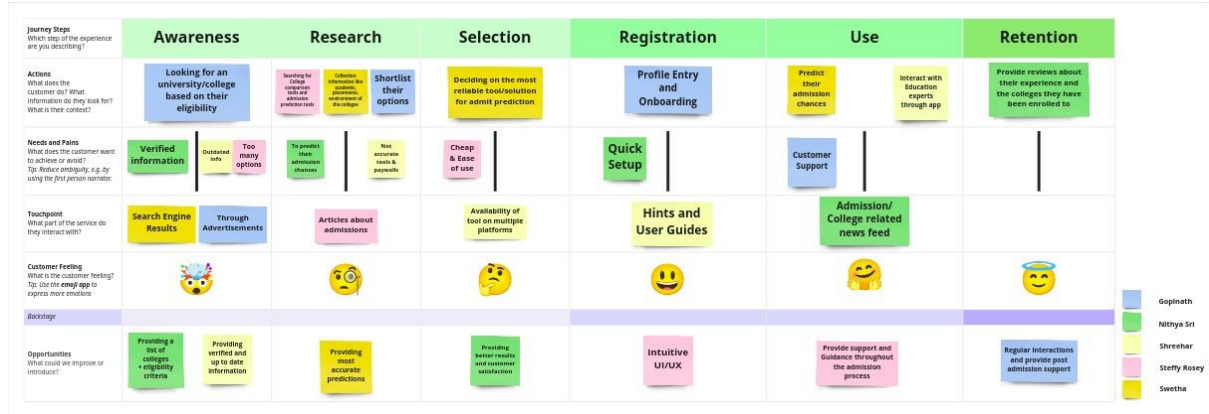 Journey Steps
Which step of the experience
are you describing?
Awareness
Research
Selection
Registration
Use
Retention
Actions
What does the
customer do? What
information do they look for?
What is their context?
Looking for an
university/college
based on their
eligibility
Searching for
College
comparison
tools and
admission
prediction tools
Collection
information like
academic,
placements,
environment of
the colleges
Shortlist
their
options
Deciding on the most
reliable tool/solution
for admit prediction
Profile Entry
and
Onboarding
Predict
their
admission
chances
Interact with
Education
experts
through app
Provide reviews about
their experience and
the colleges they have
been enrolled to
Needs and Pains
What does the customer want
to achieve or avoid?
Tip: Reduce ambiguity, e.g. by
using the first person narrator.
Verified
information
Outdated
info
Too
many
options
To predict
their
admission
chances
Not
accurate
tools &
paywalls
Cheap
& Ease
of use
Quick
Setup
Customer
Support
Touchpoint
What part of the service do
they interact with?
Search Engine
Results
Through
Advertisements
Articles about
admissions
Availability of
tool on multiple
platforms
Hints and
User Guides
Admission/
College related
news feed
Customer Feeling
What is the customer feeling?
Tip: Use the emoji app to
express more emotions
Backstage
Opportunities
What could we improve or
introduce?
Providing a
list of
colleges
+ eligibility
criteria
Providing
verified and
up to date
information
Providing
most
accurate
predictions
Providing
better results
and customer
satisfaction
Intuitive
UI/UX
Provide support and
Guidance throughout
the admission
process
Regular Interactions
and provide post
admission support
Gopinath
Nithya Sri
Shreehar
Steffy Rosey
Swetha